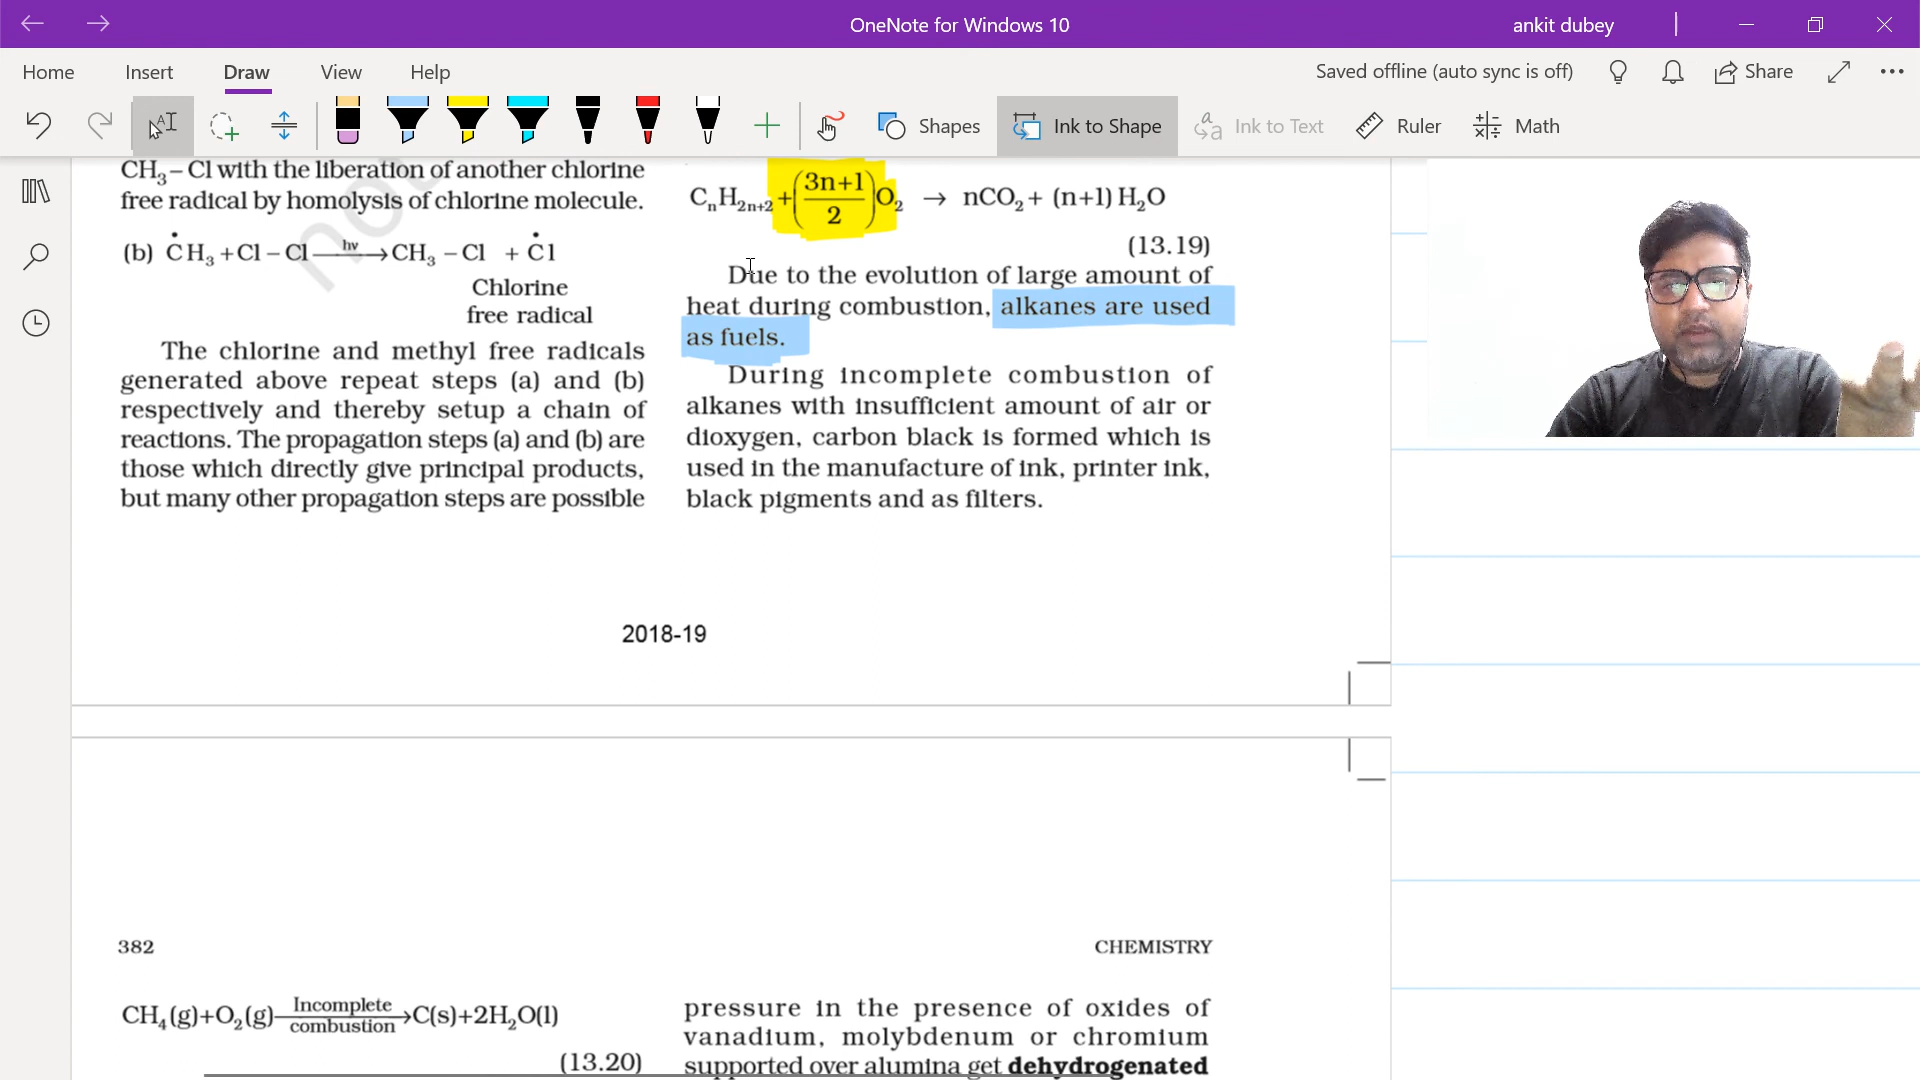 OneNote for Windows 10
ankit dubey
Home Insert Draw View Help
Saved offline (auto sync is off)
Share
Shapes
Ink to Shape
Ink to Text
Ruler
Math
CH₃ – Cl with the liberation of another chlorine
free radical by homolysis of chlorine molecule.
(b) ĊH₃ + Cl – Cl —hν→ CH₃ – Cl + Ċl
Chlorine
free radical
The chlorine and methyl free radicals
generated above repeat steps (a) and (b)
respectively and thereby setup a chain of
reactions. The propagation steps (a) and (b) are
those which directly give principal products,
but many other propagation steps are possible
not
CₙH₂ₙ₊₂ + ((3n+1)/2) O₂ → nCO₂ + (n+1) H₂O
(13.19)
Due to the evolution of large amount of
heat during combustion, alkanes are used
as fuels.
During incomplete combustion of
alkanes with insufficient amount of air or
dioxygen, carbon black is formed which is
used in the manufacture of ink, printer ink,
black pigments and as filters.
2018-19
382
CHEMISTRY
CH₄(g)+O₂(g) —Incomplete combustion→ C(s)+2H₂O(l)
(13.20)
pressure in the presence of oxides of
vanadium, molybdenum or chromium
supported over alumina get dehydrogenated